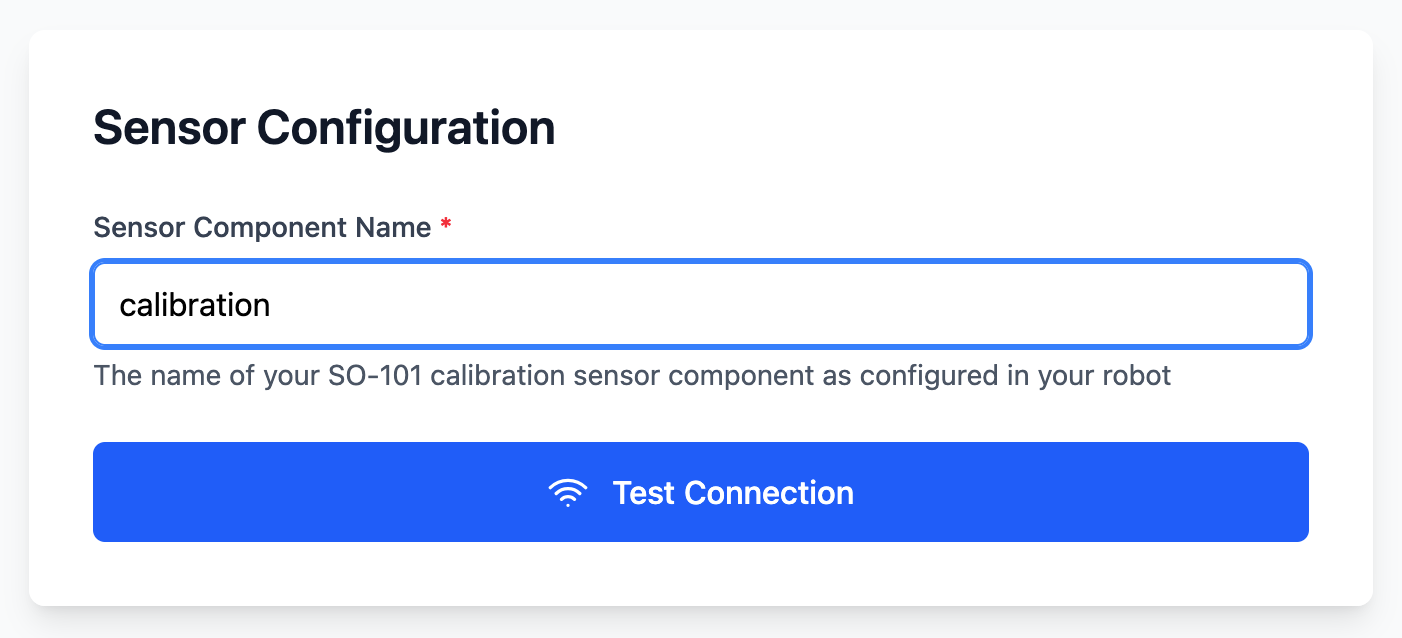 Sensor Configuration
Sensor Component Name *
calibration
The name of your SO-101 calibration sensor component as configured in your robot
Test Connection